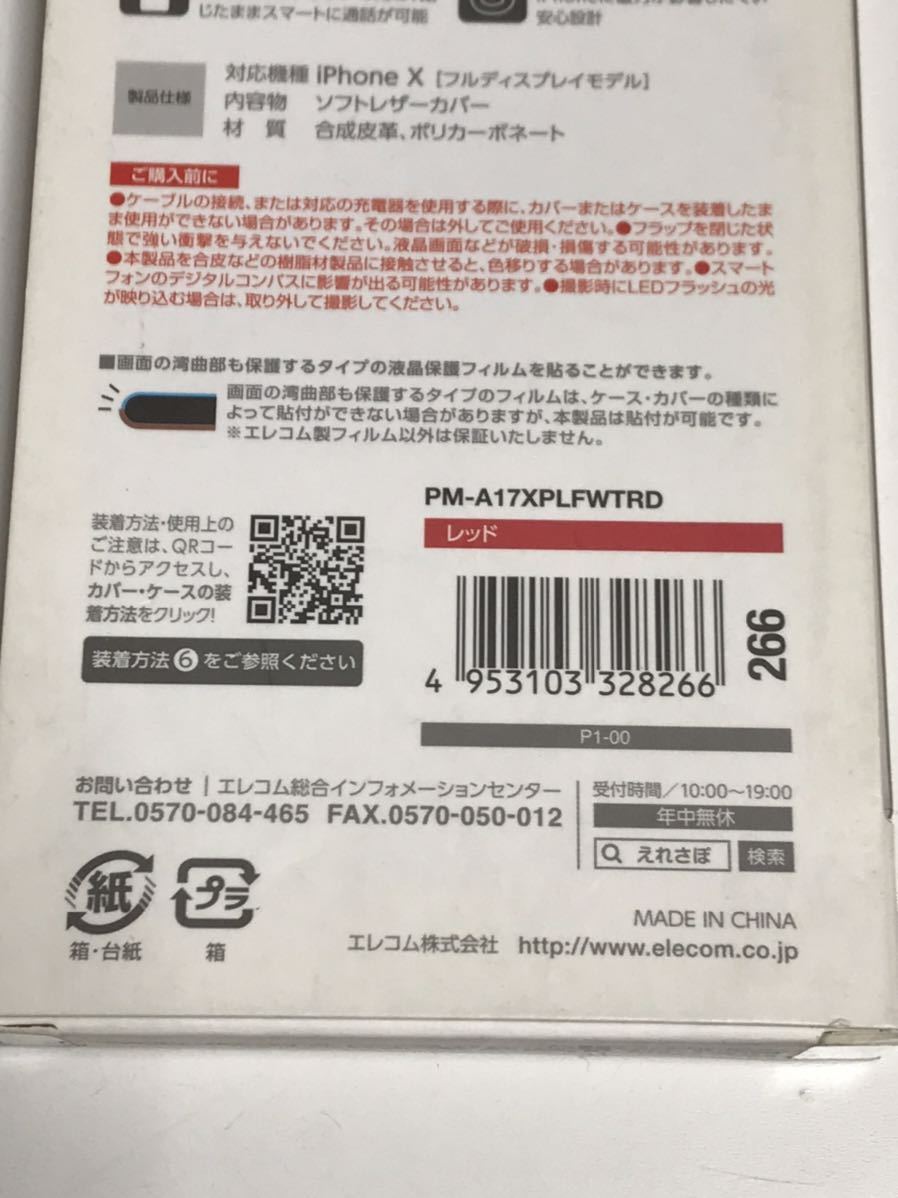 じたままスマートに通話が可能
安心設計
製品仕様
対応機種 iPhone X [フルディスプレイモデル]
内容物 ソフトレザーカバー
材 質 合成皮革、ポリカーボネート
ご購入前に
●ケーブルの接続、または対応の充電器を使用する際に、カバーまたはケースを装着したま
ま使用ができない場合があります。その場合は外してご使用ください。●フラップを閉じた状
態で強い衝撃を与えないでください。液晶画面などが破損・損傷する可能性があります。
●本製品を合皮などの樹脂材製品に接触させると、色移りする場合があります。●スマート
フォンのデジタルコンパスに影響が出る可能性があります。●撮影時にLEDフラッシュの光
が映り込む場合は、取り外して撮影してください。
■画面の湾曲部も保護するタイプの液晶保護フィルムを貼ることができます。
画面の湾曲部も保護するタイプのフィルムは、ケース・カバーの種類に
よって貼付ができない場合がありますが、本製品は貼付が可能です。
※エレコム製フィルム以外は保証いたしません。
装着方法・使用上の
ご注意は、QRコー
ドからアクセスし、
カバー・ケースの装
着方法をクリック!
装着方法⑥をご参照ください
PM-A17XPLFWTRD
レッド
4 953103 328266
266
P1-00
お問い合わせ | エレコム総合インフォメーションセンター
TEL.0570-084-465 FAX.0570-050-012
受付時間/10:00〜19:00
年中無休
えれさぽ 検索
紙
箱・台紙
プラ
箱
MADE IN CHINA
エレコム株式会社 http://www.elecom.co.jp